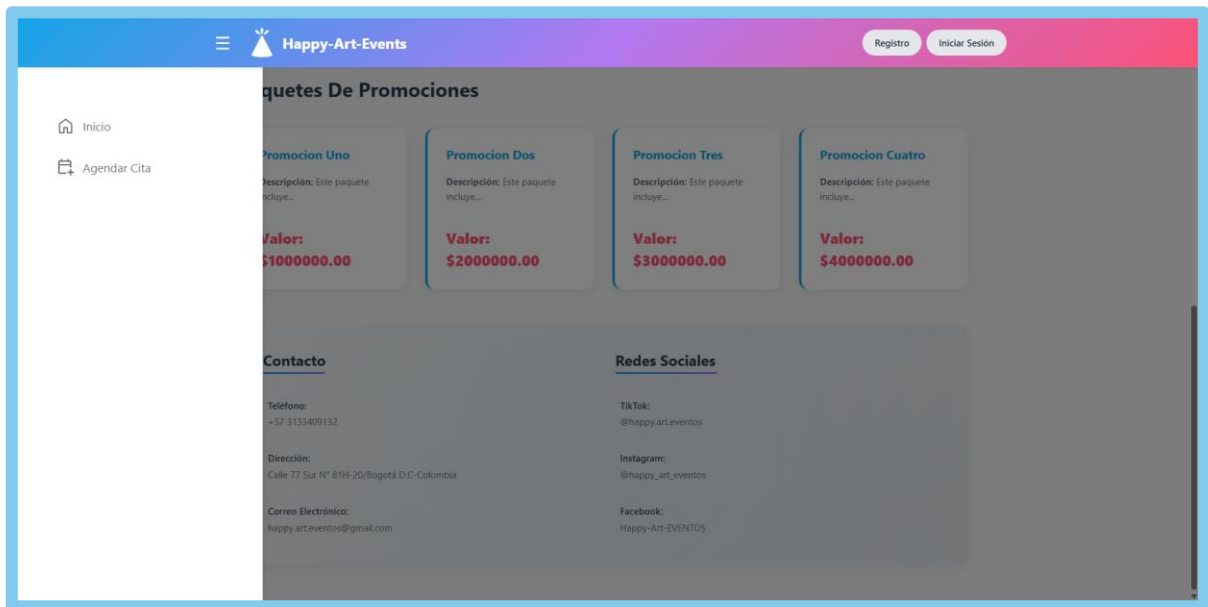 Happy-Art-Events
Registro
Iniciar Sesión
Inicio
Agendar Cita
quetes De Promociones
Promocion Uno
Descripción: Este paquete
ncluye...
Valor:
$1000000.00
Promocion Dos
Descripción: Este paquete
incluye...
Valor:
$2000000.00
Promocion Tres
Descripción: Este paquete
incluye...
Valor:
$3000000.00
Promocion Cuatro
Descripción: Este paquete
incluye...
Valor:
$4000000.00
Contacto
Teléfono:
+57 3133409132
Dirección:
Calle 77 Sur N° 81H-20/Bogotá D.C-Colombia
Correo Electrónico:
happy.art.eventos@gmail.com
Redes Sociales
TikTok:
@happy.art.eventos
Instagram:
@happy_art_eventos
Facebook:
Happy-Art-EVENTOS